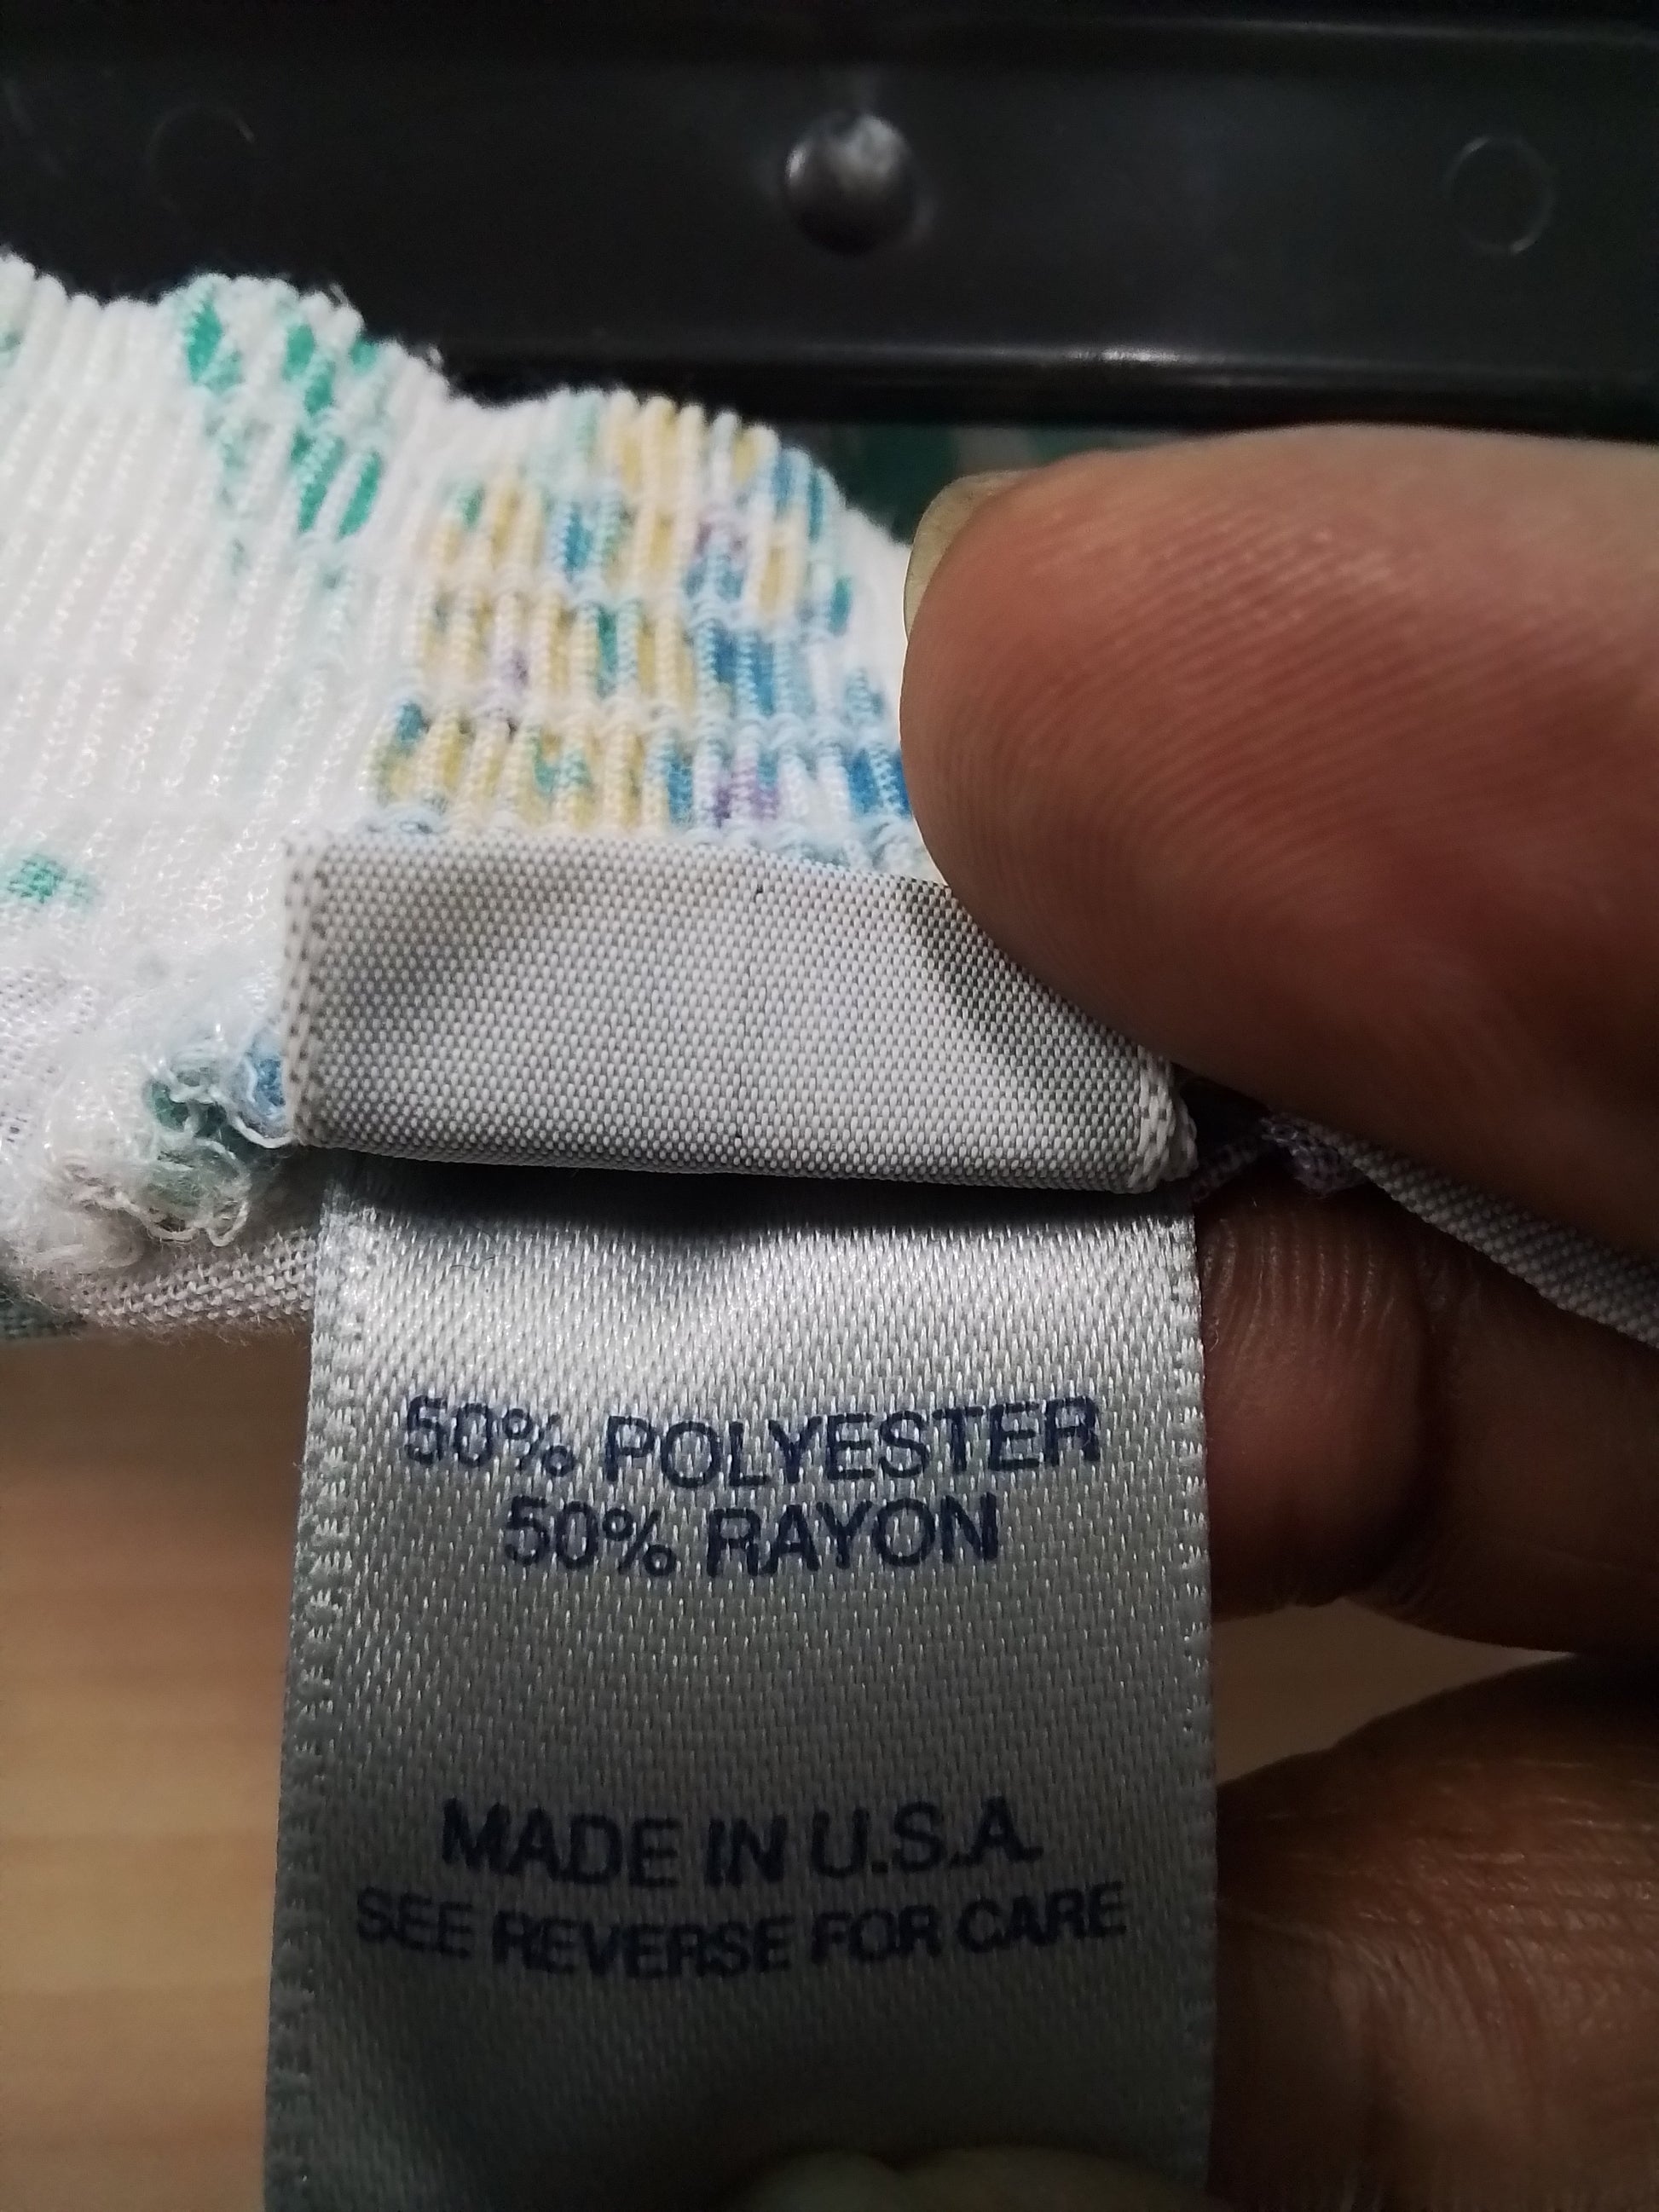 50% POLYESTER
50% RAYON
MADE IN U.S.A.
SEE REVERSE FOR CARE